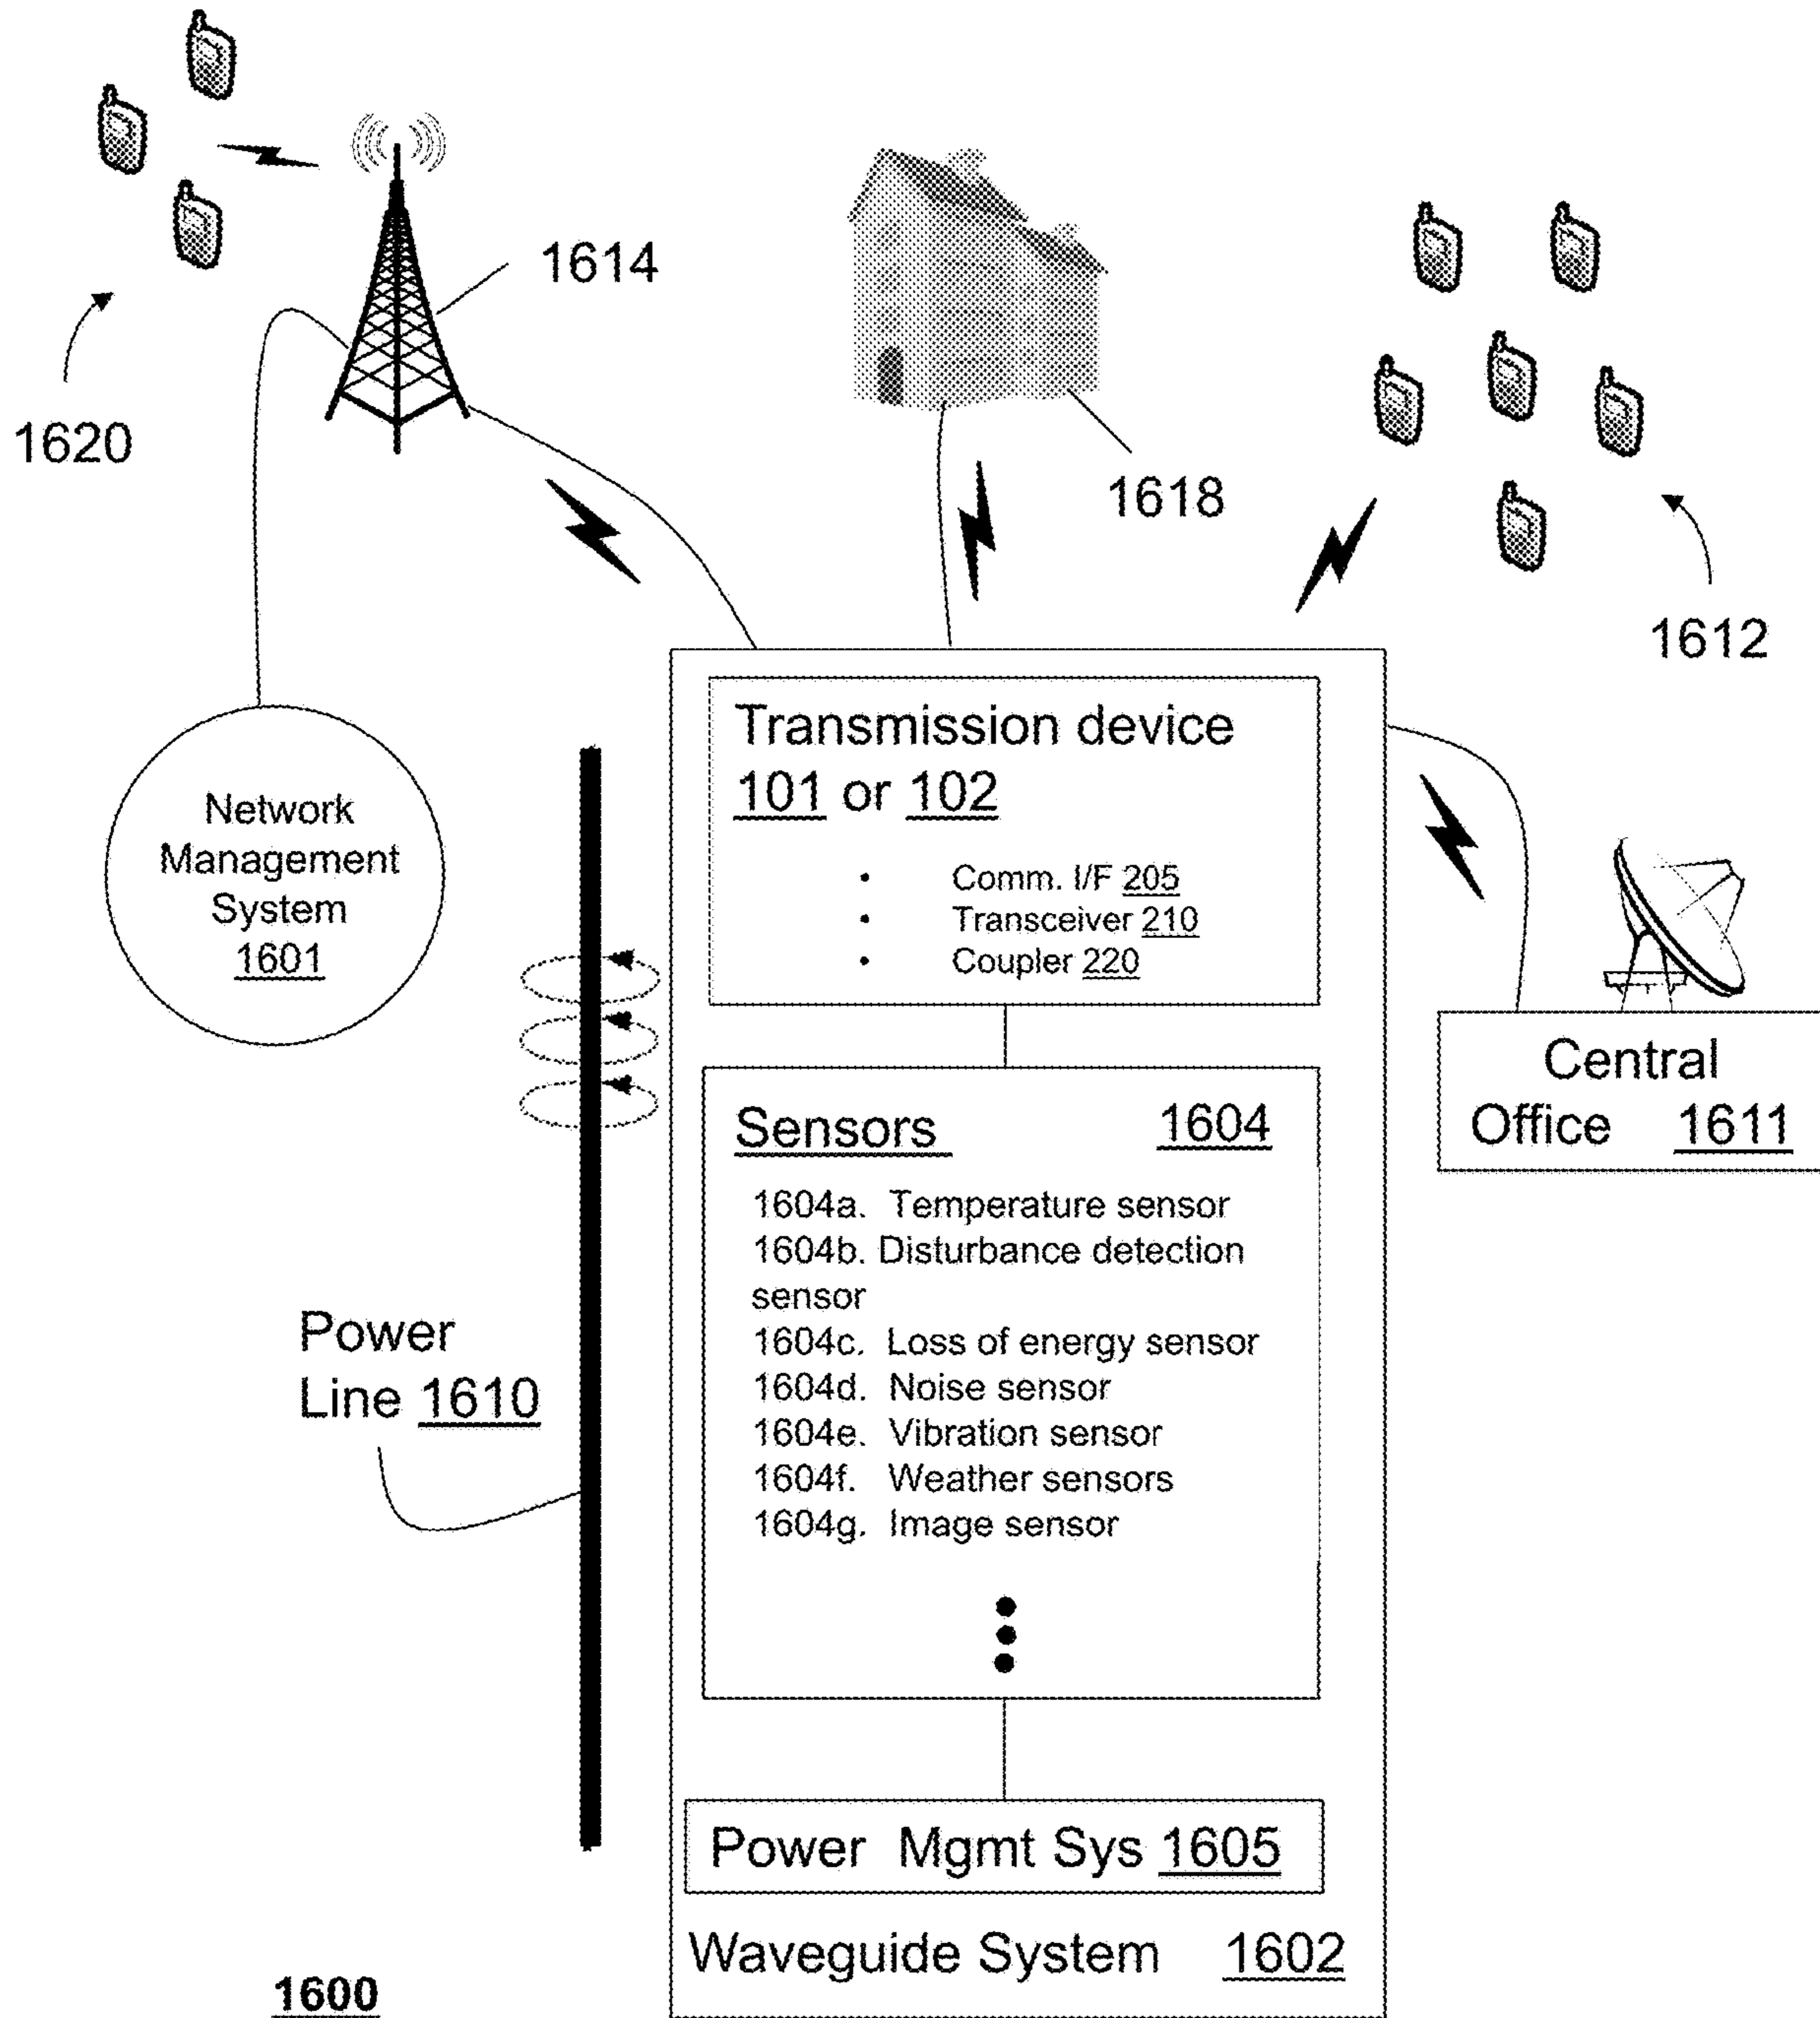 1614
1620
1618
1612
Network
Management
System
1601
Transmission device
101 or 102
• Comm. I/F 205
• Transceiver 210
• Coupler 220
Central
Office 1611
Sensors 1604
1604a. Temperature sensor
1604b. Disturbance detection
sensor
1604c. Loss of energy sensor
1604d. Noise sensor
1604e. Vibration sensor
1604f. Weather sensors
1604g. Image sensor
Power
Line 1610
Power Mgmt Sys 1605
Waveguide System 1602
1600